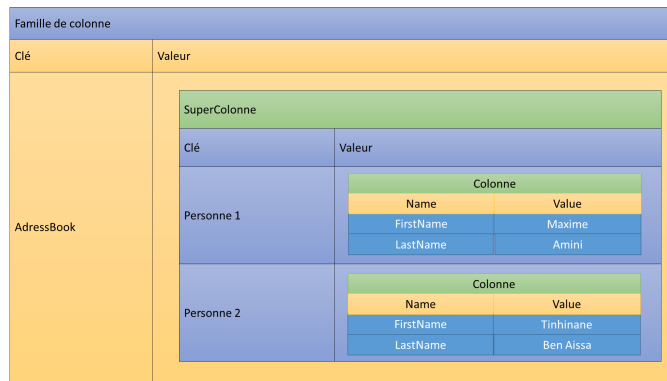 Famille de colonne
Clé Valeur
AdressBook
SuperColonne
Clé Valeur
Personne 1
Colonne
Name Value
FirstName Maxime
LastName Amini
Personne 2
Colonne
Name Value
FirstName Tinhinane
LastName Ben Aissa